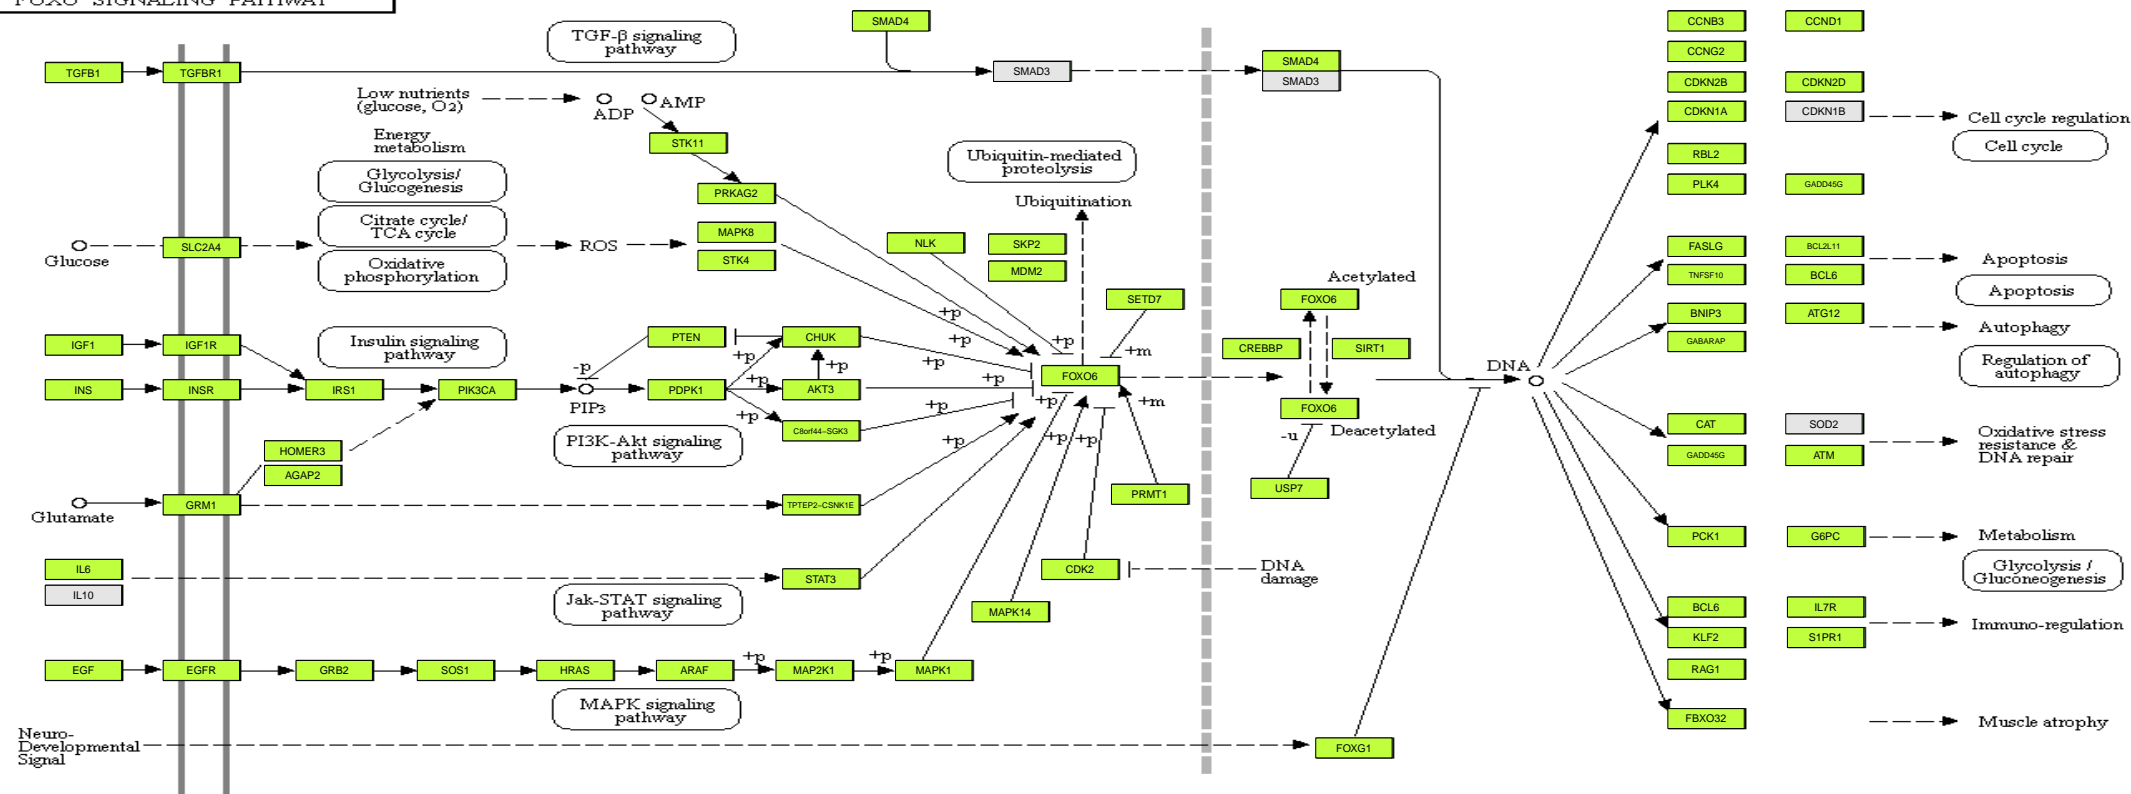 FOXO SIGNALING PATHWAY
SMAD4
CCNB3
CCND1
TGF-β signaling
pathway
CCNG2
TGFB1
TGFBR1
SMAD3
SMAD4
SMAD3
CDKN2B
CDKN2D
Low nutrients
(glucose, O2)
ADP
AMP
CDKN1A
CDKN1B
Cell cycle regulation
Energy
metabolism
STK11
Cell cycle
Ubiquitin-mediated
proteolysis
RBL2
Glycolysis/
Glucogenesis
PRKAG2
PLK4
GADD45G
Ubiquitination
Citrate cycle/
TCA cycle
MAPK8
NLK
SKP2
SLC2A4
ROS
FASLG
BCL2L11
Glucose
STK4
MDM2
Apoptosis
Oxidative
phosphorylation
Acetylated
TNFSF10
BCL6
SETD7
FOXO6
Apoptosis
+p
BNIP3
ATG12
Autophagy
IGF1
IGF1R
Insulin signaling
pathway
PTEN
CHUK
+p
+p
+m
CREBBP
SIRT1
GABARAP
+p
+p
-p
+p
+p
+p
DNA
Regulation of
autophagy
INS
INSR
IRS1
PIK3CA
PIP3
PDPK1
AKT3
FOXO6
+p
+p
+m
FOXO6
+p
C8orf44-SGK3
-u
Deacetylated
CAT
SOD2
Oxidative stress
resistance &
DNA repair
PI3K-Akt signaling
pathway
+p
+p
+p
HOMER3
AGAP2
GADD45G
ATM
USP7
PRMT1
Glutamate
GRM1
TPTEP2-CSNK1E
PCK1
G6PC
Metabolism
IL6
CDK2
DNA
damage
Glycolysis /
Gluconeogenesis
STAT3
IL10
Jak-STAT signaling
pathway
MAPK14
BCL6
IL7R
Immuno-regulation
KLF2
S1PR1
EGF
EGFR
GRB2
SOS1
HRAS
ARAF
+p
MAP2K1
+p
MAPK1
RAG1
MAPK signaling
pathway
FBXO32
Muscle atrophy
Neuro-
Developmental
Signal
FOXG1